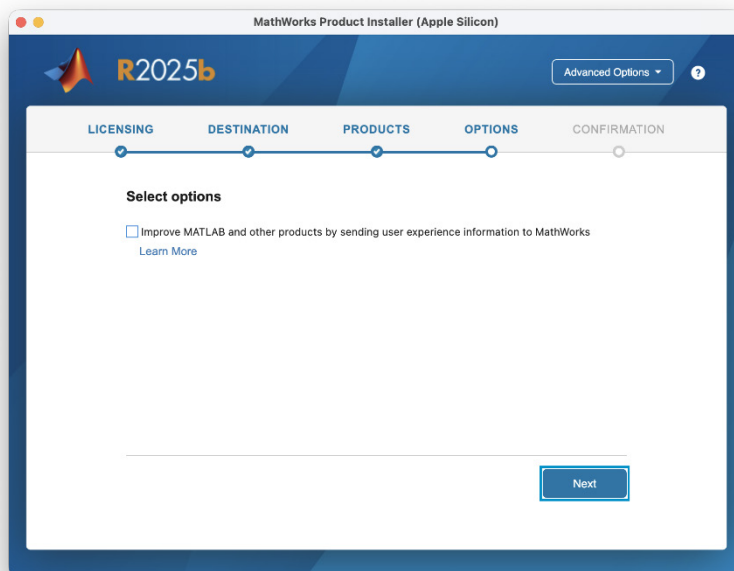 MathWorks Product Installer (Apple Silicon)
R2025b
Advanced Options
?
LICENSING
DESTINATION
PRODUCTS
OPTIONS
CONFIRMATION
Select options
Improve MATLAB and other products by sending user experience information to MathWorks
Learn More
Next